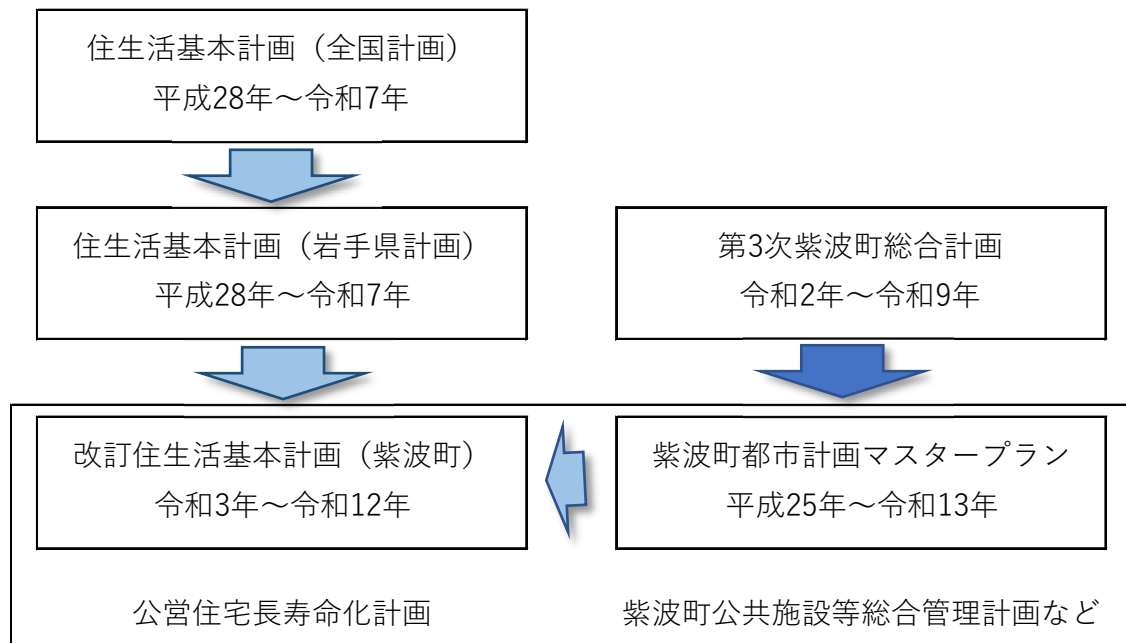 住生活基本計画（全国計画）
平成28年～令和7年
住生活基本計画（岩手県計画）
平成28年～令和7年
第3次紫波町総合計画
令和2年～令和9年
改訂住生活基本計画（紫波町）
令和3年～令和12年
紫波町都市計画マスタープラン
平成25年～令和13年
公営住宅長寿命化計画
紫波町公共施設等総合管理計画など